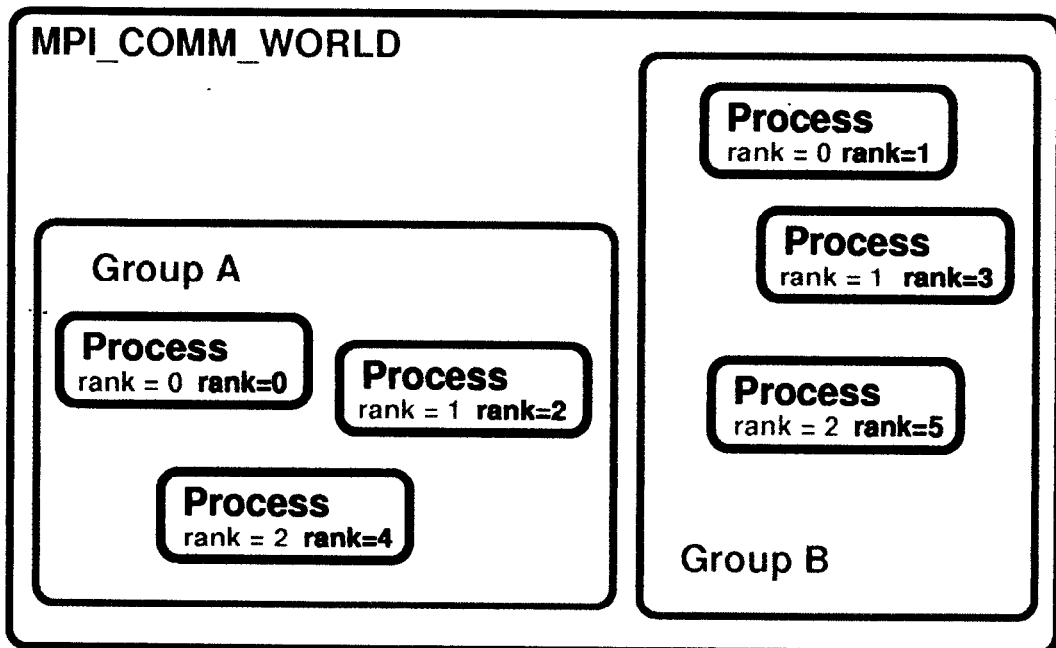 MPI_COMM_WORLD
Group A
Process
rank = 0 rank=0
Process
rank = 1 rank=2
Process
rank = 2 rank=4
Process
rank = 0 rank=1
Process
rank = 1 rank=3
Process
rank = 2 rank=5
Group B